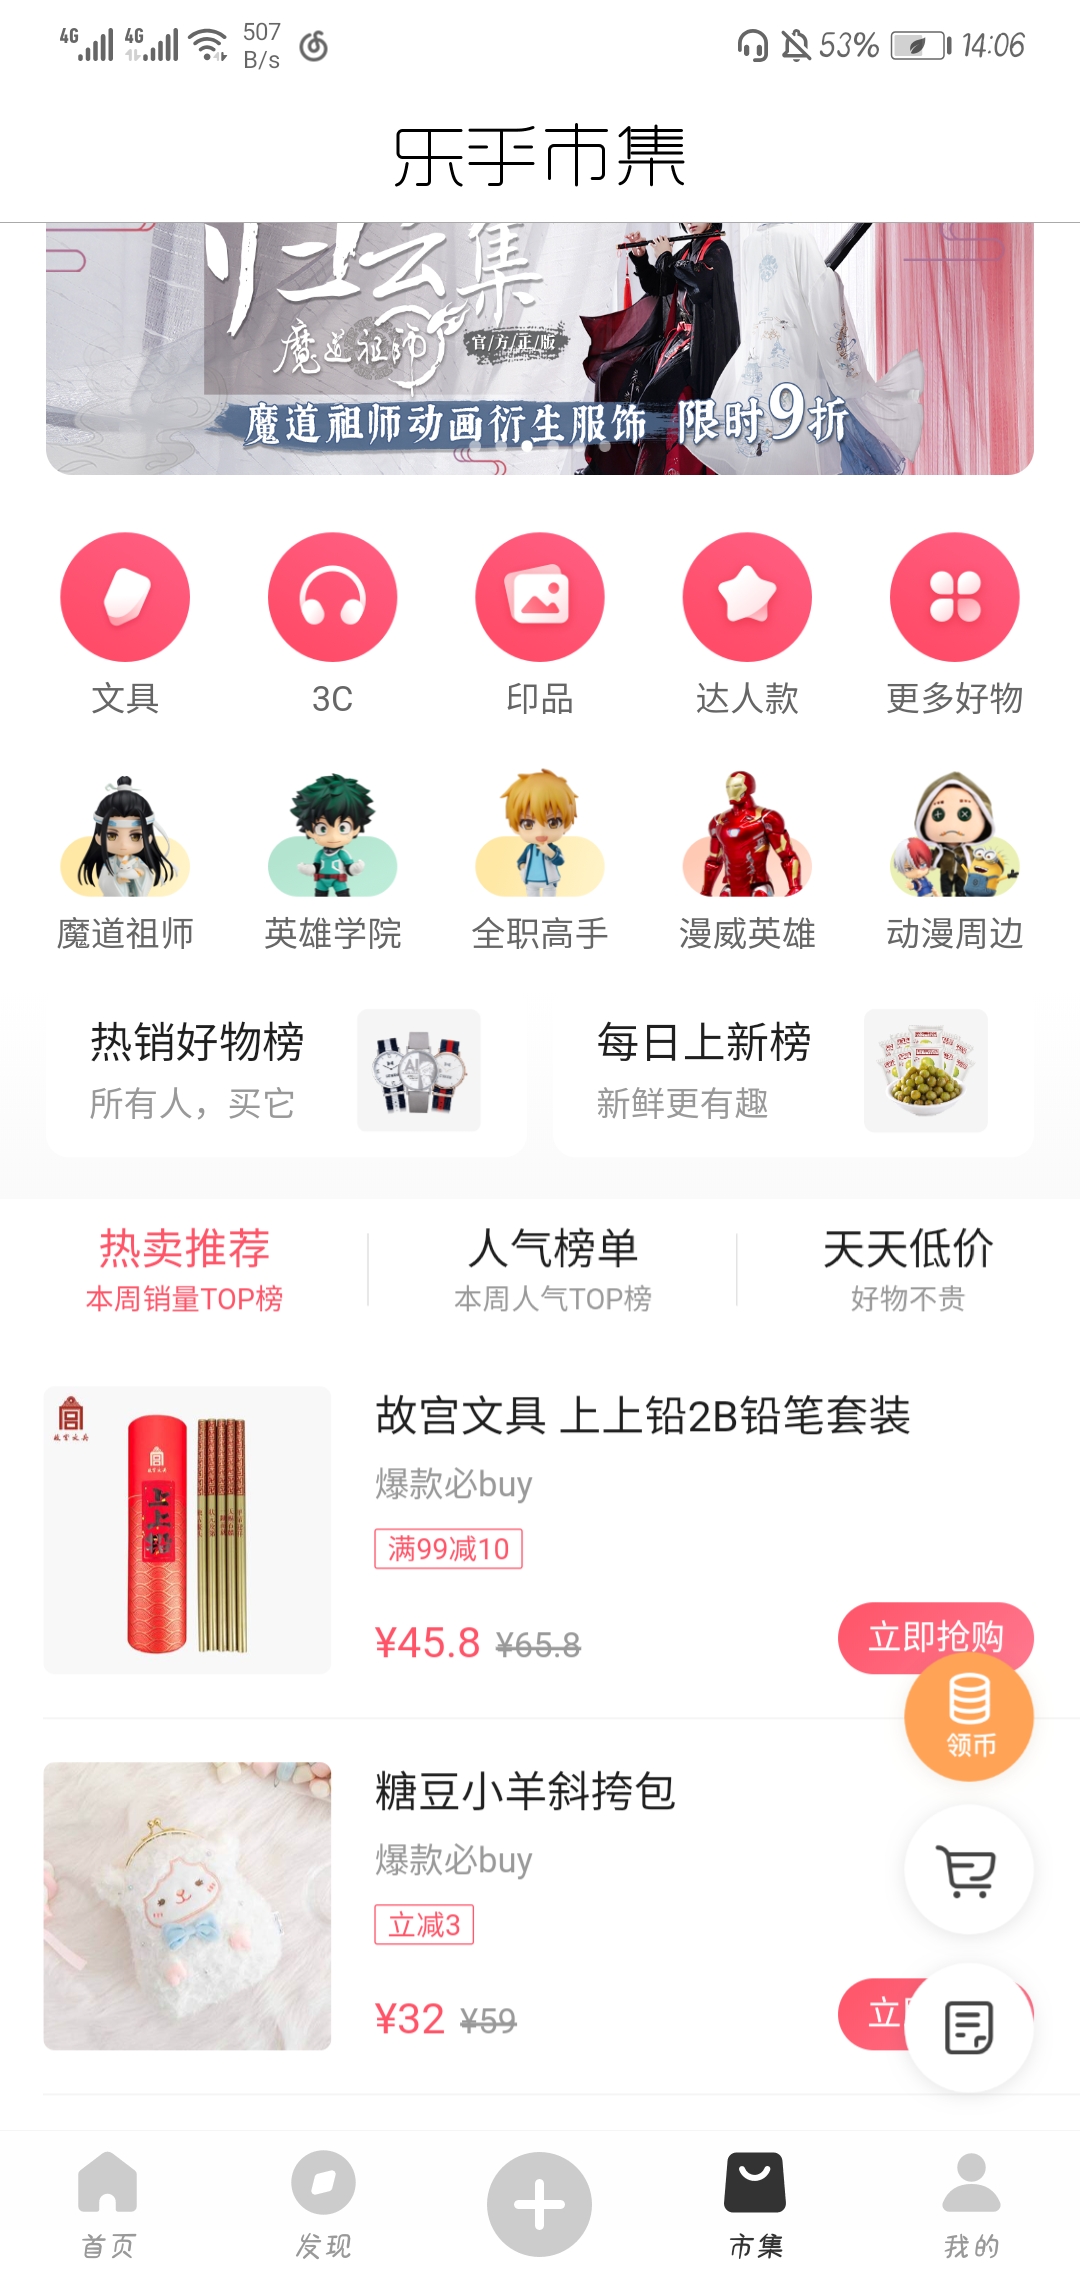 4G 4G 507 B/s 53% 14:06
乐乎市集
归云集
魔道祖师 官/方/正/版
魔道祖师动画衍生服饰 限时9折
文具 3C 印品 达人款 更多好物
魔道祖师 英雄学院 全职高手 漫威英雄 动漫周边
热销好物榜 每日上新榜
所有人，买它 新鲜更有趣
热卖推荐 人气榜单 天天低价
本周销量TOP榜 本周人气TOP榜 好物不贵
故宫文具
上上铅
故宫文具 上上铅2B铅笔套装
爆款必buy
满99减10
¥45.8 ¥65.8 立即抢购
领币
糖豆小羊斜挎包
爆款必buy
立减3
¥32 ¥59 立
首页 发现 市集 我的